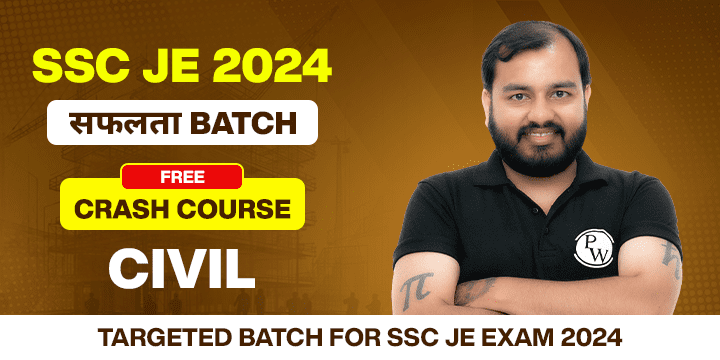 SSC JE 2024
सफलता BATCH
FREE
CRASH COURSE
CIVIL
P
W
π
TARGETED BATCH FOR SSC JE EXAM 2024